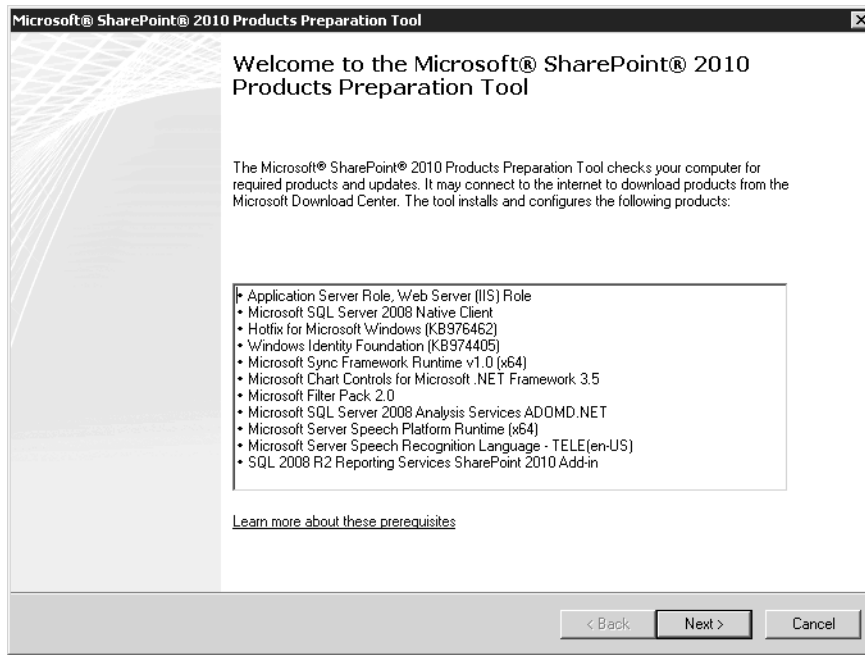 Microsoft® SharePoint® 2010 Products Preparation Tool
Welcome to the Microsoft® SharePoint® 2010
Products Preparation Tool
The Microsoft® SharePoint® 2010 Products Preparation Tool checks your computer for
required products and updates. It may connect to the internet to download products from the
Microsoft Download Center. The tool installs and configures the following products:
• Application Server Role, Web Server (IIS) Role
• Microsoft SQL Server 2008 Native Client
• Hotfix for Microsoft Windows (KB976462)
• Windows Identity Foundation (KB974405)
• Microsoft Sync Framework Runtime v1.0 (x64)
• Microsoft Chart Controls for Microsoft .NET Framework 3.5
• Microsoft Filter Pack 2.0
• Microsoft SQL Server 2008 Analysis Services ADOMD.NET
• Microsoft Server Speech Platform Runtime (x64)
• Microsoft Server Speech Recognition Language - TELE(en-US)
• SQL 2008 R2 Reporting Services SharePoint 2010 Add-in
Learn more about these prerequisites
< Back Next > Cancel